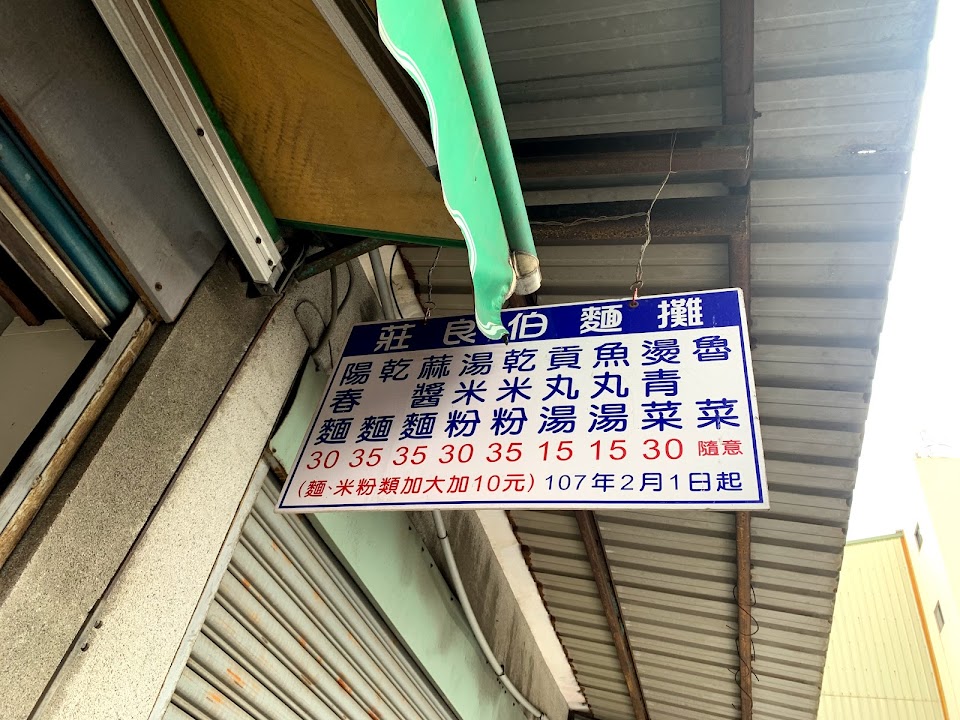 莊良伯麵攤
陽春麵 30
乾麵 35
蔴醬麵 35
湯米粉 30
乾米粉 35
貢丸湯 15
魚丸湯 15
燙青菜 30
魯菜 隨意
(麵、米粉類加大加10元) 107年2月1日起